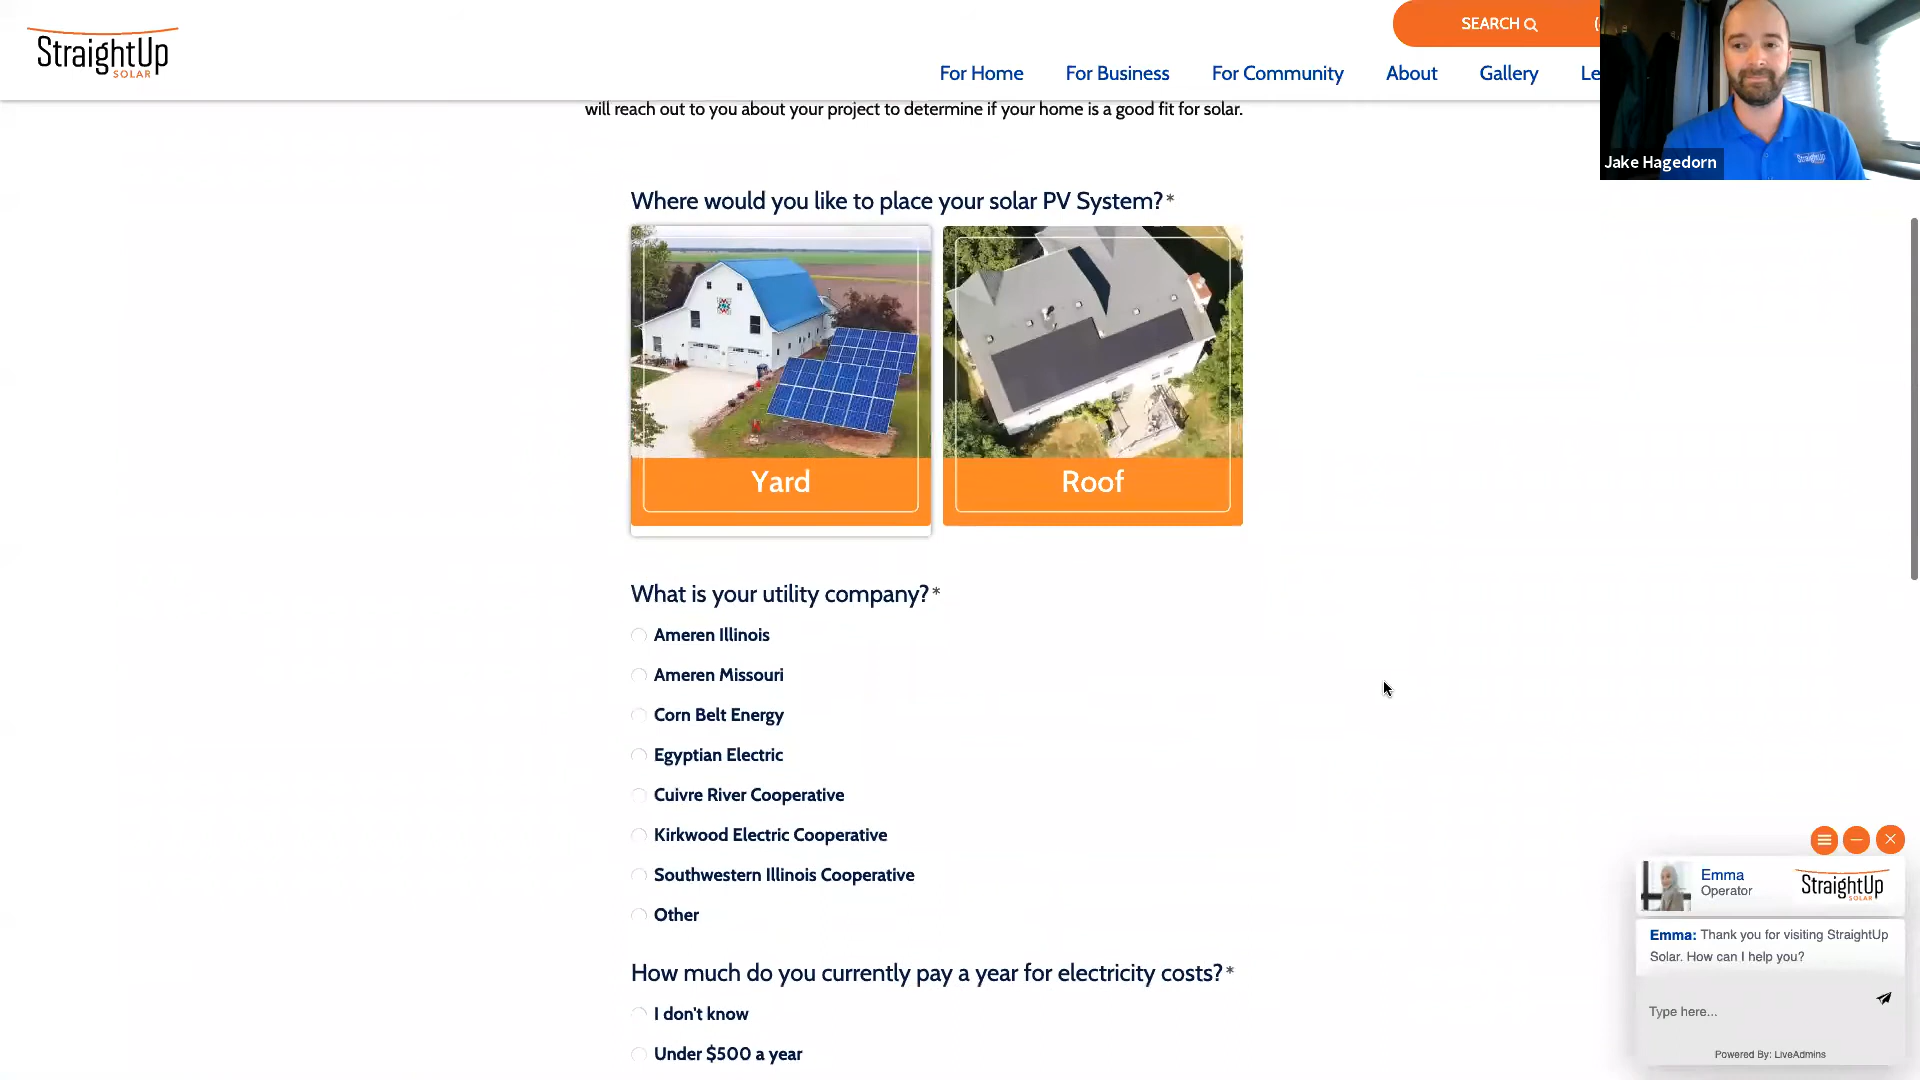 StraightUp
SOLAR
SEARCH
For Home
For Business
For Community
About
Gallery
Le
Jake Hagedorn
StraightUp
will reach out to you about your project to determine if your home is a good fit for solar.
Where would you like to place your solar PV System?*
Yard
Roof
What is your utility company?*
Ameren Illinois
Ameren Missouri
Corn Belt Energy
Egyptian Electric
Cuivre River Cooperative
Kirkwood Electric Cooperative
Southwestern Illinois Cooperative
Other
How much do you currently pay a year for electricity costs?*
I don't know
Under $500 a year
Emma
Operator
StraightUp
SOLAR
Emma: Thank you for visiting StraightUp
Solar. How can I help you?
Type here...
Powered By: LiveAdmins